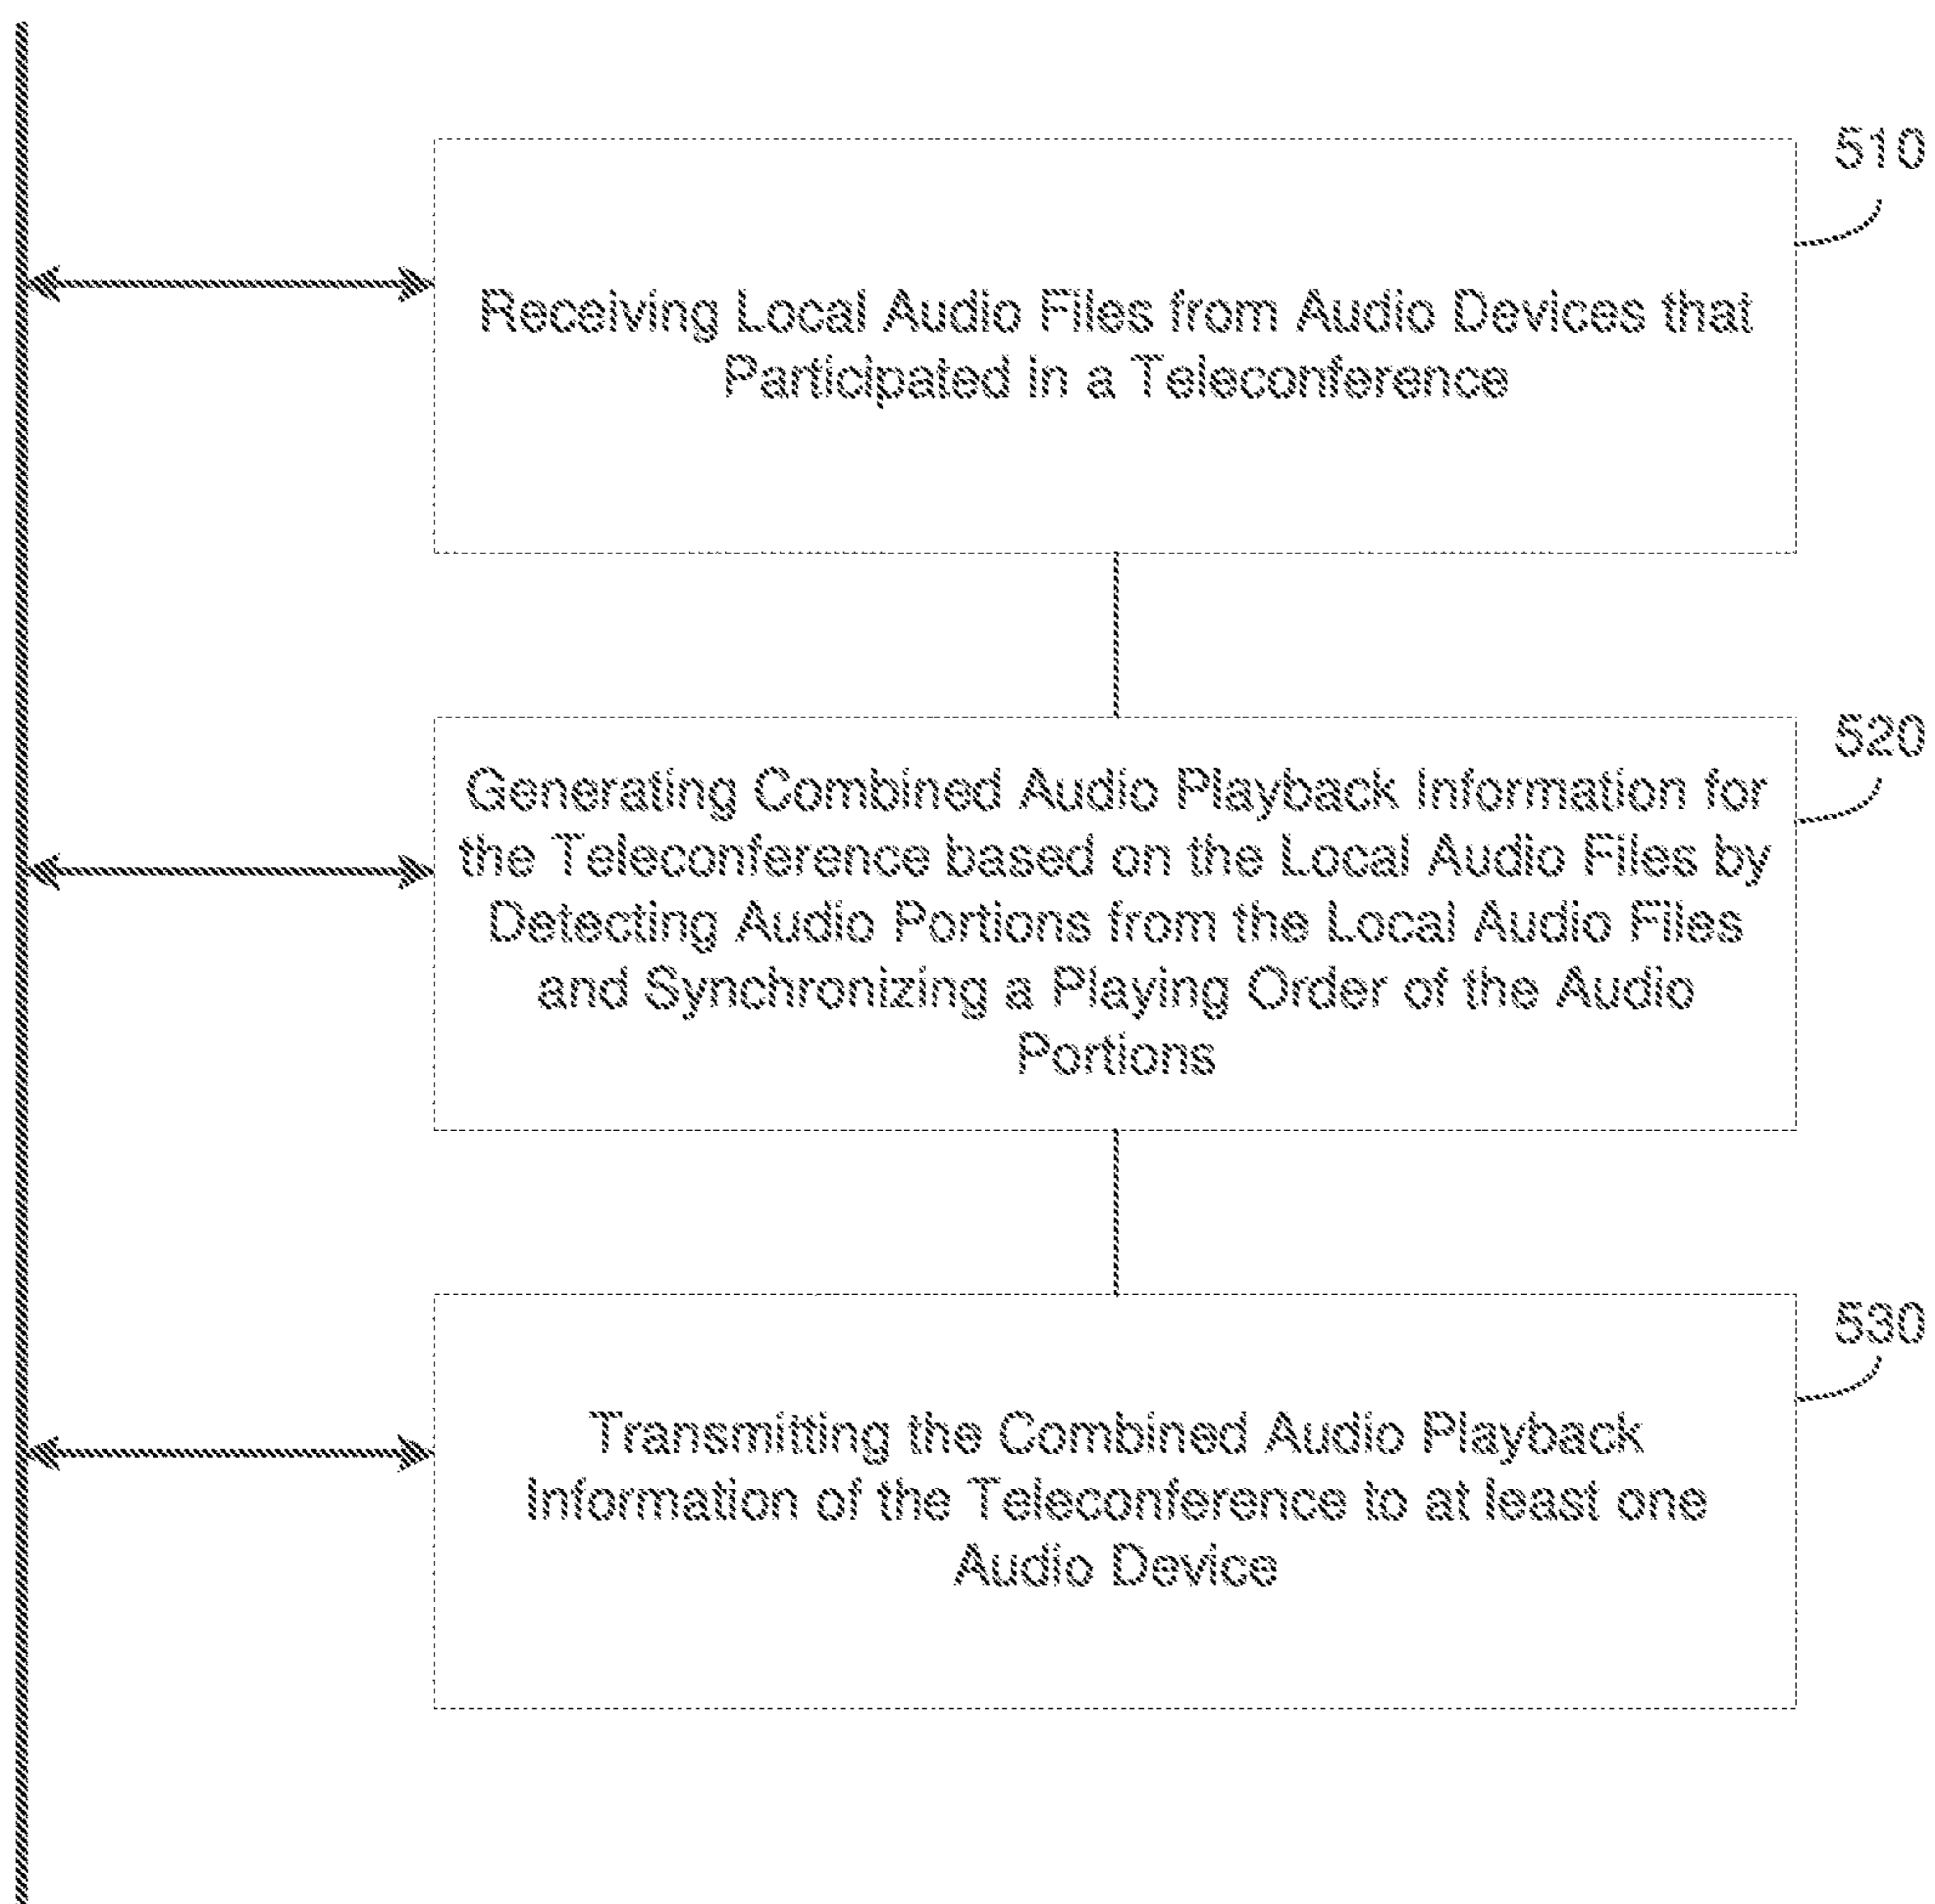 510
Receiving Local Audio Files from Audio Devices that
Participated in a Teleconference
520
Generating Combined Audio Playback Information for
the Teleconference based on the Local Audio Files by
Detecting Audio Portions from the Local Audio Files
and Synchronizing a Playing Order of the Audio
Portions
530
Transmitting the Combined Audio Playback
Information of the Teleconference to at least one
Audio Device